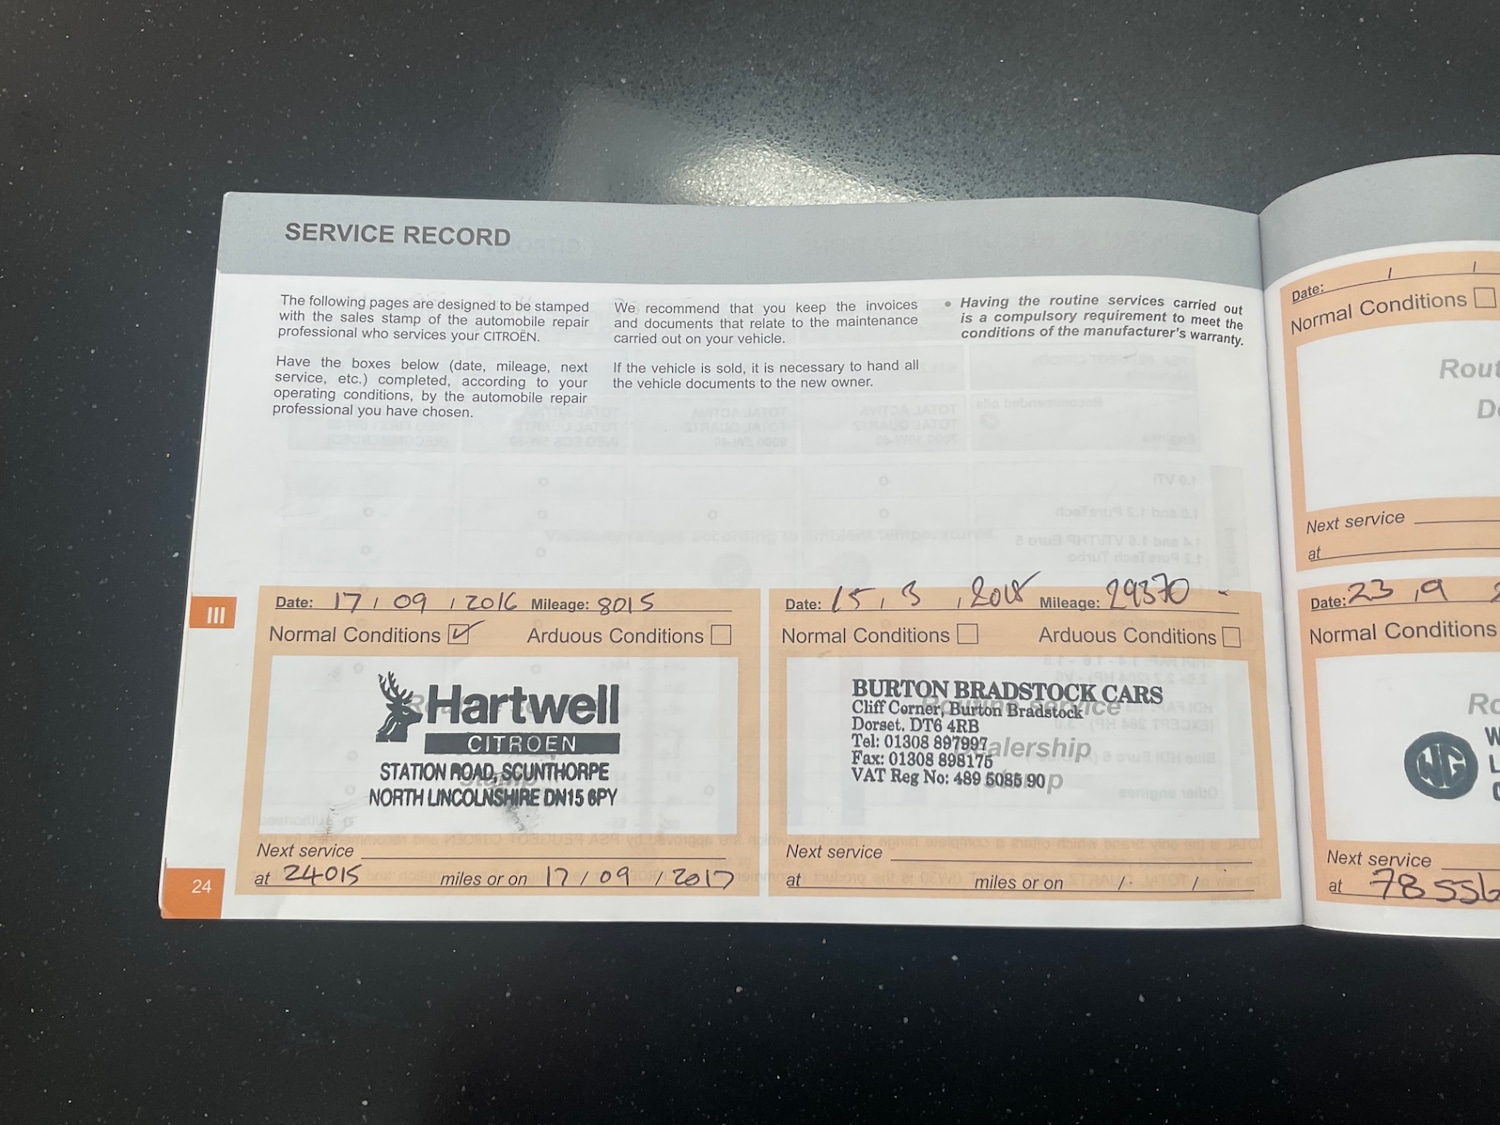 SERVICE RECORD
The following pages are designed to be stamped
with the sales stamp of the automobile repair
professional who services your CITROËN.
Have the boxes below (date, mileage, next
service, etc.) completed, according to your
operating conditions, by the automobile repair
professional you have chosen.
We recommend that you keep the invoices
and documents that relate to the maintenance
carried out on your vehicle.
If the vehicle is sold, it is necessary to hand all
the vehicle documents to the new owner.
• Having the routine services carried out
is a compulsory requirement to meet the
conditions of the manufacturer's warranty.
III
Date: 17 / 09 / 2016 Mileage: 8015
Normal Conditions Arduous Conditions
Hartwell
CITROEN
STATION ROAD, SCUNTHORPE
NORTH LINCOLNSHIRE DN15 6PY
Next service
at 24015 miles or on 17 / 09 / 2017
Date: 15 / 3 / 2018 Mileage: 29370
Normal Conditions Arduous Conditions
BURTON BRADSTOCK CARS
Cliff Corner, Burton Bradstock
Dorset. DT6 4RB
Tel: 01308 897997
Fax: 01308 898175
VAT Reg No: 489 5085 90
Routine service
Dealership
stamp
Next service
at miles or on / /
24
Date: / /
Normal Conditions
Next service
at
Date: 23 / 9
Normal Conditions
WG
Next service
at 78556